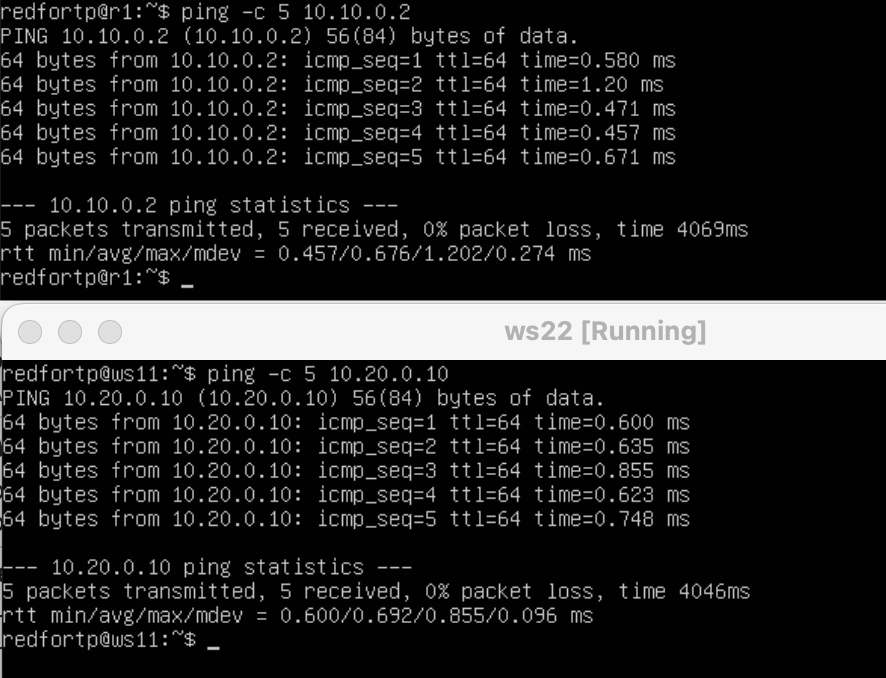 redfortp@r1:~$ ping -c 5 10.10.0.2
PING 10.10.0.2 (10.10.0.2) 56(84) bytes of data.
64 bytes from 10.10.0.2: icmp_seq=1 ttl=64 time=0.580 ms
64 bytes from 10.10.0.2: icmp_seq=2 ttl=64 time=1.20 ms
64 bytes from 10.10.0.2: icmp_seq=3 ttl=64 time=0.471 ms
64 bytes from 10.10.0.2: icmp_seq=4 ttl=64 time=0.457 ms
64 bytes from 10.10.0.2: icmp_seq=5 ttl=64 time=0.671 ms
--- 10.10.0.2 ping statistics ---
5 packets transmitted, 5 received, 0% packet loss, time 4069ms
rtt min/avg/max/mdev = 0.457/0.676/1.202/0.274 ms
redfortp@r1:~$ _
ws22 [Running]
redfortp@ws11:~$ ping -c 5 10.20.0.10
PING 10.20.0.10 (10.20.0.10) 56(84) bytes of data.
64 bytes from 10.20.0.10: icmp_seq=1 ttl=64 time=0.600 ms
64 bytes from 10.20.0.10: icmp_seq=2 ttl=64 time=0.635 ms
64 bytes from 10.20.0.10: icmp_seq=3 ttl=64 time=0.855 ms
64 bytes from 10.20.0.10: icmp_seq=4 ttl=64 time=0.623 ms
64 bytes from 10.20.0.10: icmp_seq=5 ttl=64 time=0.748 ms
--- 10.20.0.10 ping statistics ---
5 packets transmitted, 5 received, 0% packet loss, time 4046ms
rtt min/avg/max/mdev = 0.600/0.692/0.855/0.096 ms
redfortp@ws11:~$ _